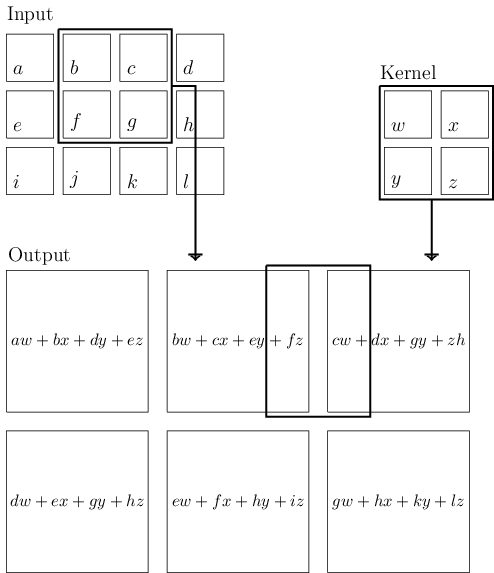 Input
a b c d
Kernel
e f g h
w x
i j k l
y z
Output
aw + bx + dy + ez bw + cx + ey + fz cw + dx + gy + zh
dw + ex + gy + hz ew + fx + hy + iz gw + hx + ky + lz